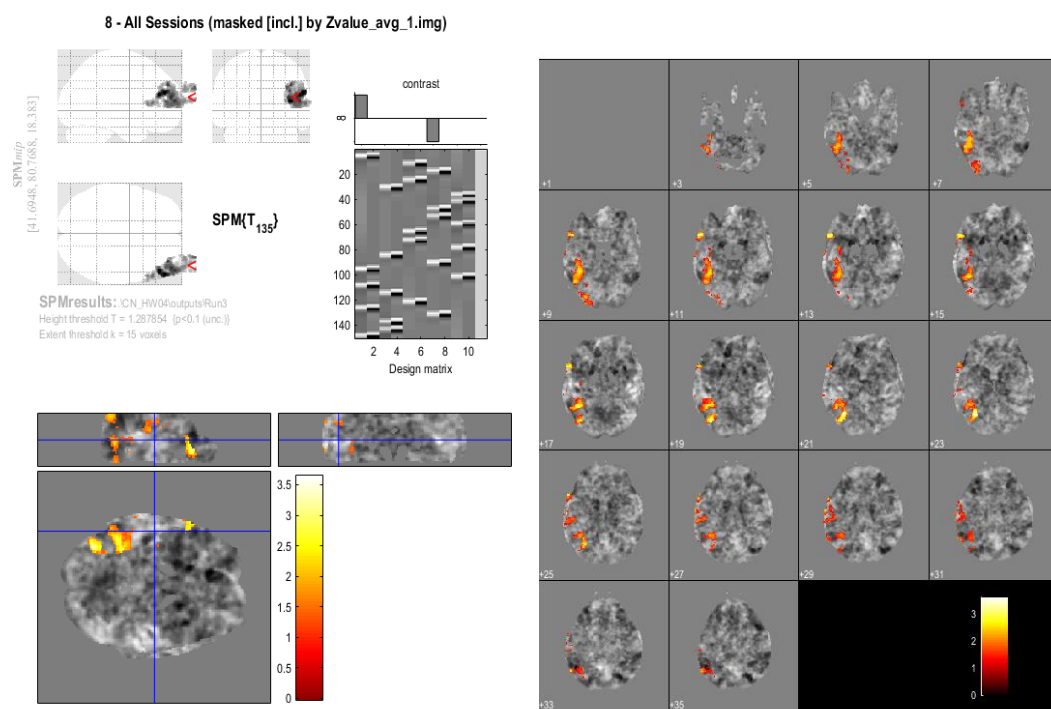 8 - All Sessions (masked [incl.] by Zvalue_avg_1.img)
SPMmip
[41.6948, 80.7688, 18.383]
<
<
<
SPM{T135}
SPMresults: .\CN_HW04\outputs\Run3
Height threshold T = 1.287854 {p<0.1 (unc.)}
Extent threshold k = 15 voxels
contrast
8
20
40
60
80
100
120
140
2 4 6 8 10
Design matrix
3.5
3
2.5
2
1.5
1
0.5
0
+1 +3 +5 +7
+9 +11 +13 +15
+17 +19 +21 +23
+25 +27 +29 +31
+33 +35
3
2
1
0